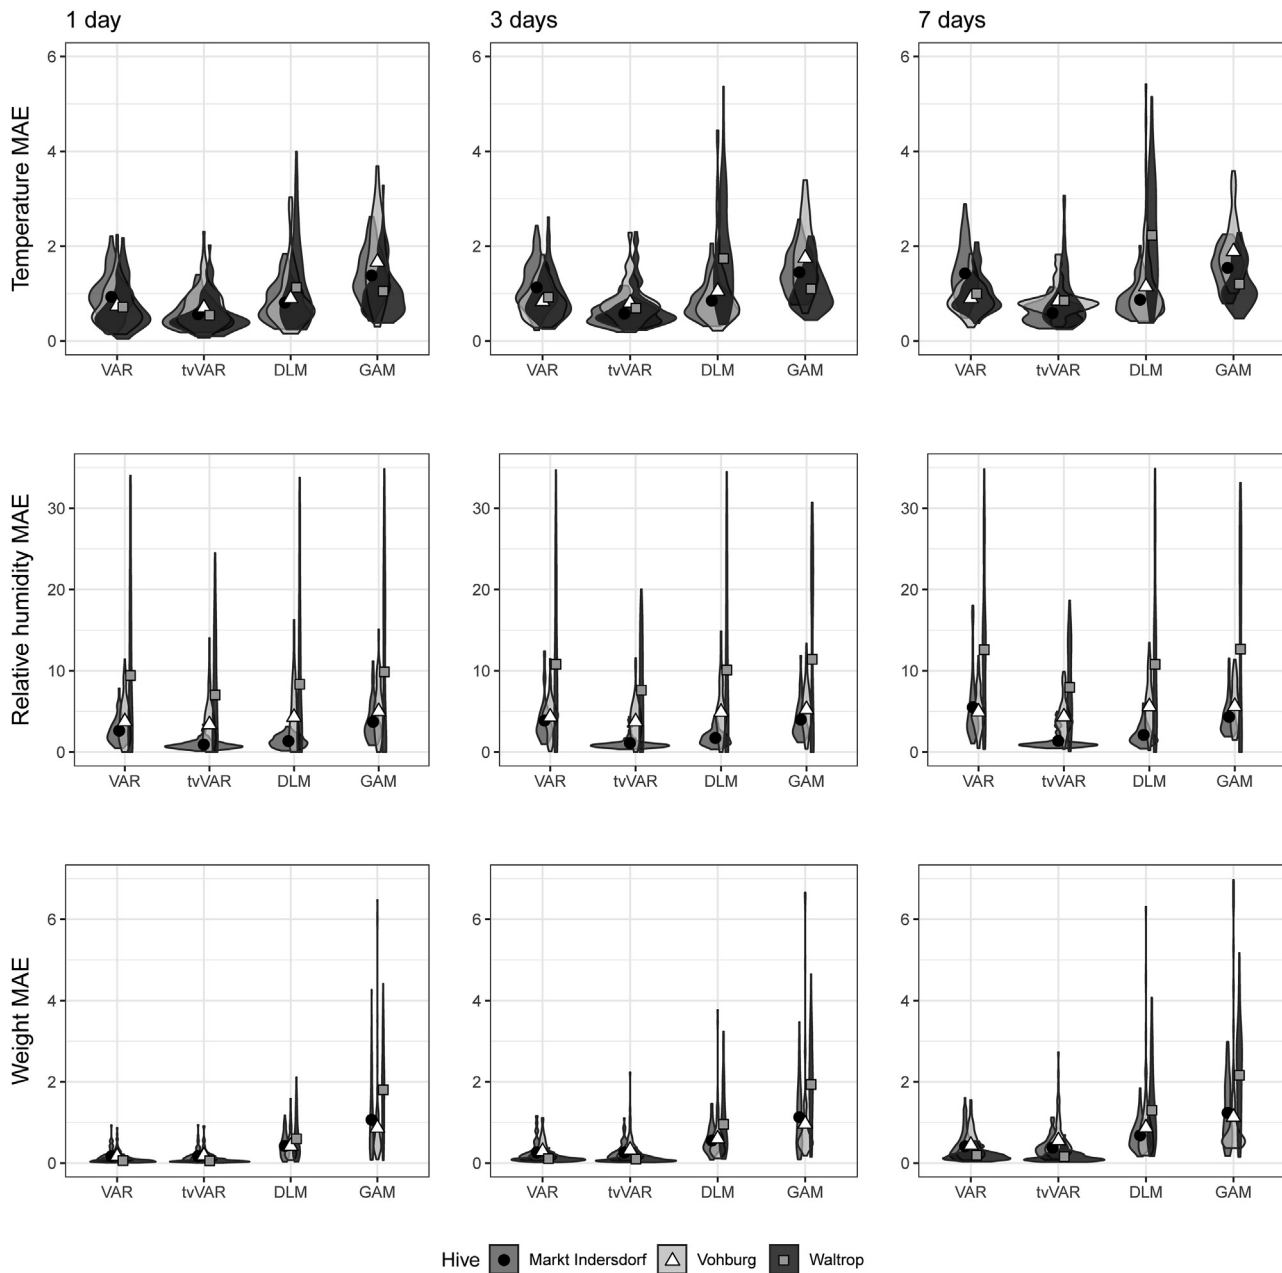 1 day 3 days 7 days
Temperature MAE
6 6 6
4 4 4
2 2 2
0 0 0
VAR tvVAR DLM GAM VAR tvVAR DLM GAM VAR tvVAR DLM GAM
Relative humidity MAE
30 30 30
20 20 20
10 10 10
0 0 0
VAR tvVAR DLM GAM VAR tvVAR DLM GAM VAR tvVAR DLM GAM
Weight MAE
6 6 6
4 4 4
2 2 2
0 0 0
VAR tvVAR DLM GAM VAR tvVAR DLM GAM VAR tvVAR DLM GAM
Hive Markt Indersdorf Vohburg Waltrop